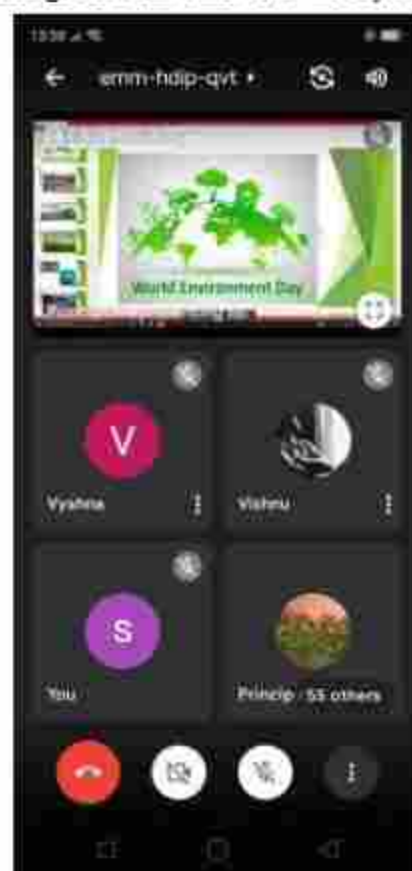 emm-hdip-qvt
World Environment Day
V
Vyshna
Vishnu
S
You
Princip
55 others